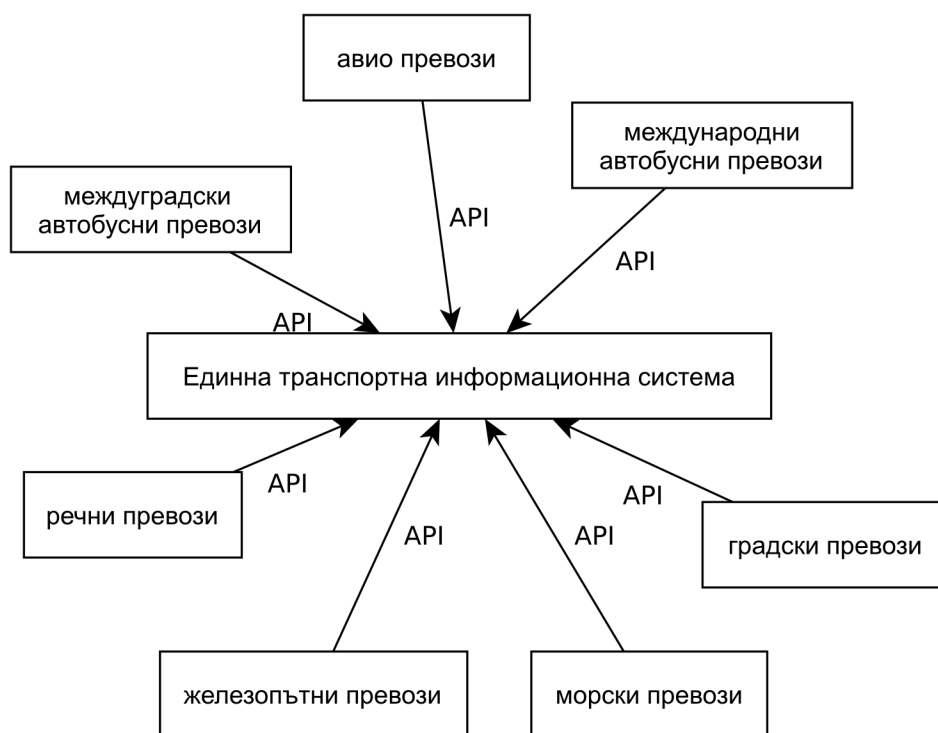 авио превози
международни
автобусни превози
междуградски
автобусни превози
API
API
API
Единна транспортна информационна система
API
API
речни превози
API
API
градски превози
железопътни превози
морски превози